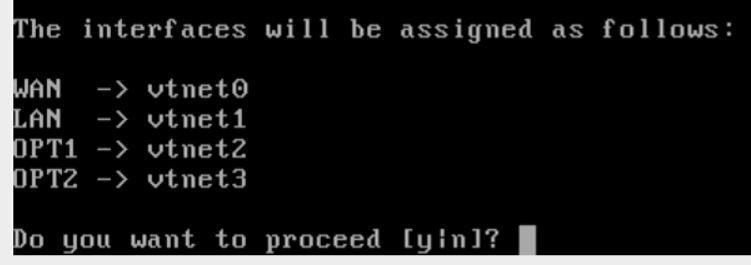 The interfaces will be assigned as follows:
WAN  -> vtnet0
LAN  -> vtnet1
OPT1 -> vtnet2
OPT2 -> vtnet3
Do you want to proceed [y|n]?